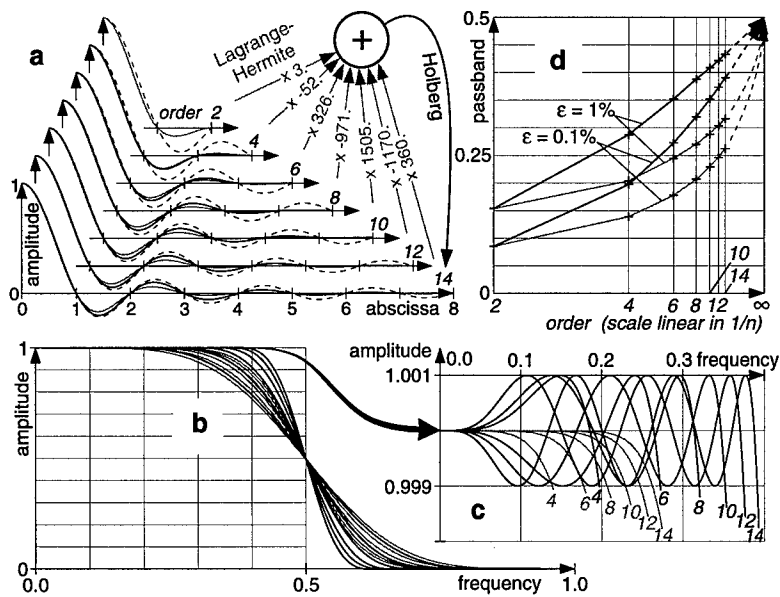 a
Lagrange-
Hermite
+
Holberg
x 3.
x -52.
x 326.
x -971.
x 1505.
x -1170.
x 360.
order 2
4
6
8
10
12
14
1
amplitude
0
0 1 2 3 4 5 6 7 8
abscissa
d
passband
0.5
0.25
0
ε = 1%
ε = 0.1%
10
14
2 4 6 8 12 ∞
order (scale linear in 1/n)
b
1
amplitude
0
0.0 0.5 1.0
frequency
c
amplitude
0.0 0.1 0.2 0.3 frequency
1.001
0.999
4 6 4 8 10 12 14 6 8 10 12 14